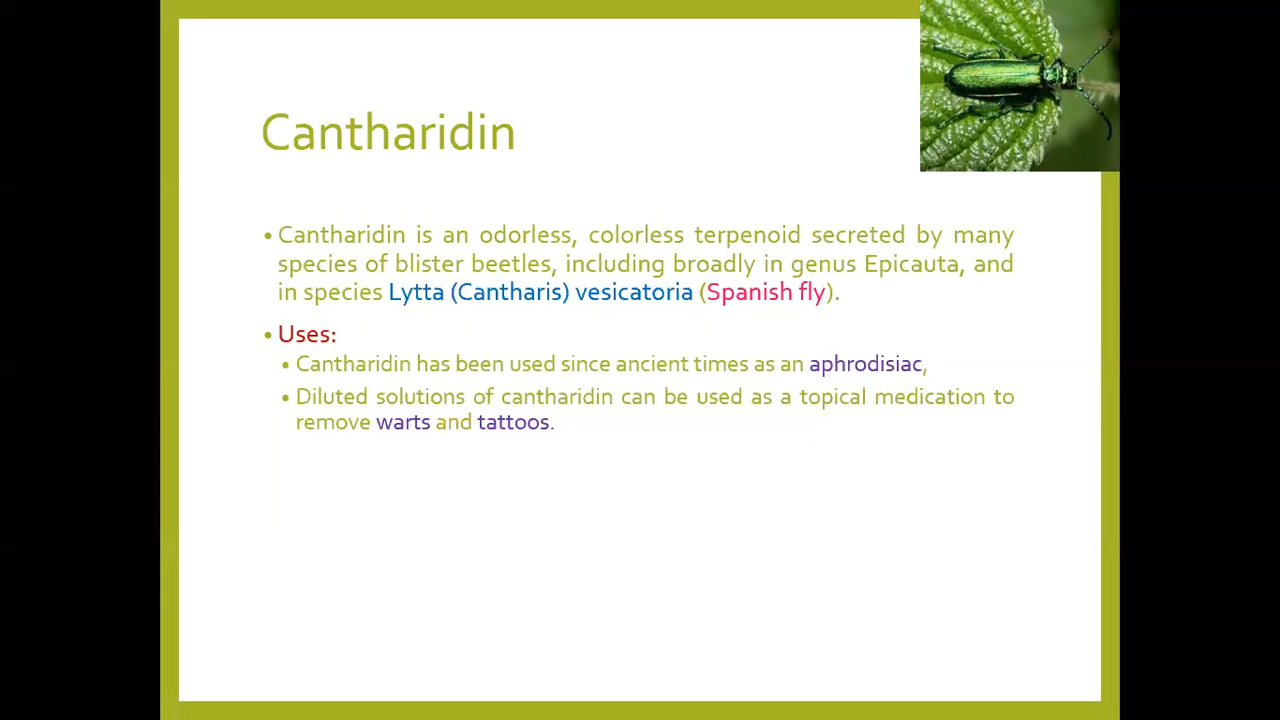 Cantharidin
• Cantharidin is an odorless, colorless terpenoid secreted by many
species of blister beetles, including broadly in genus Epicauta, and
in species Lytta (Cantharis) vesicatoria (Spanish fly).
• Uses:
• Cantharidin has been used since ancient times as an aphrodisiac,
• Diluted solutions of cantharidin can be used as a topical medication to
remove warts and tattoos.